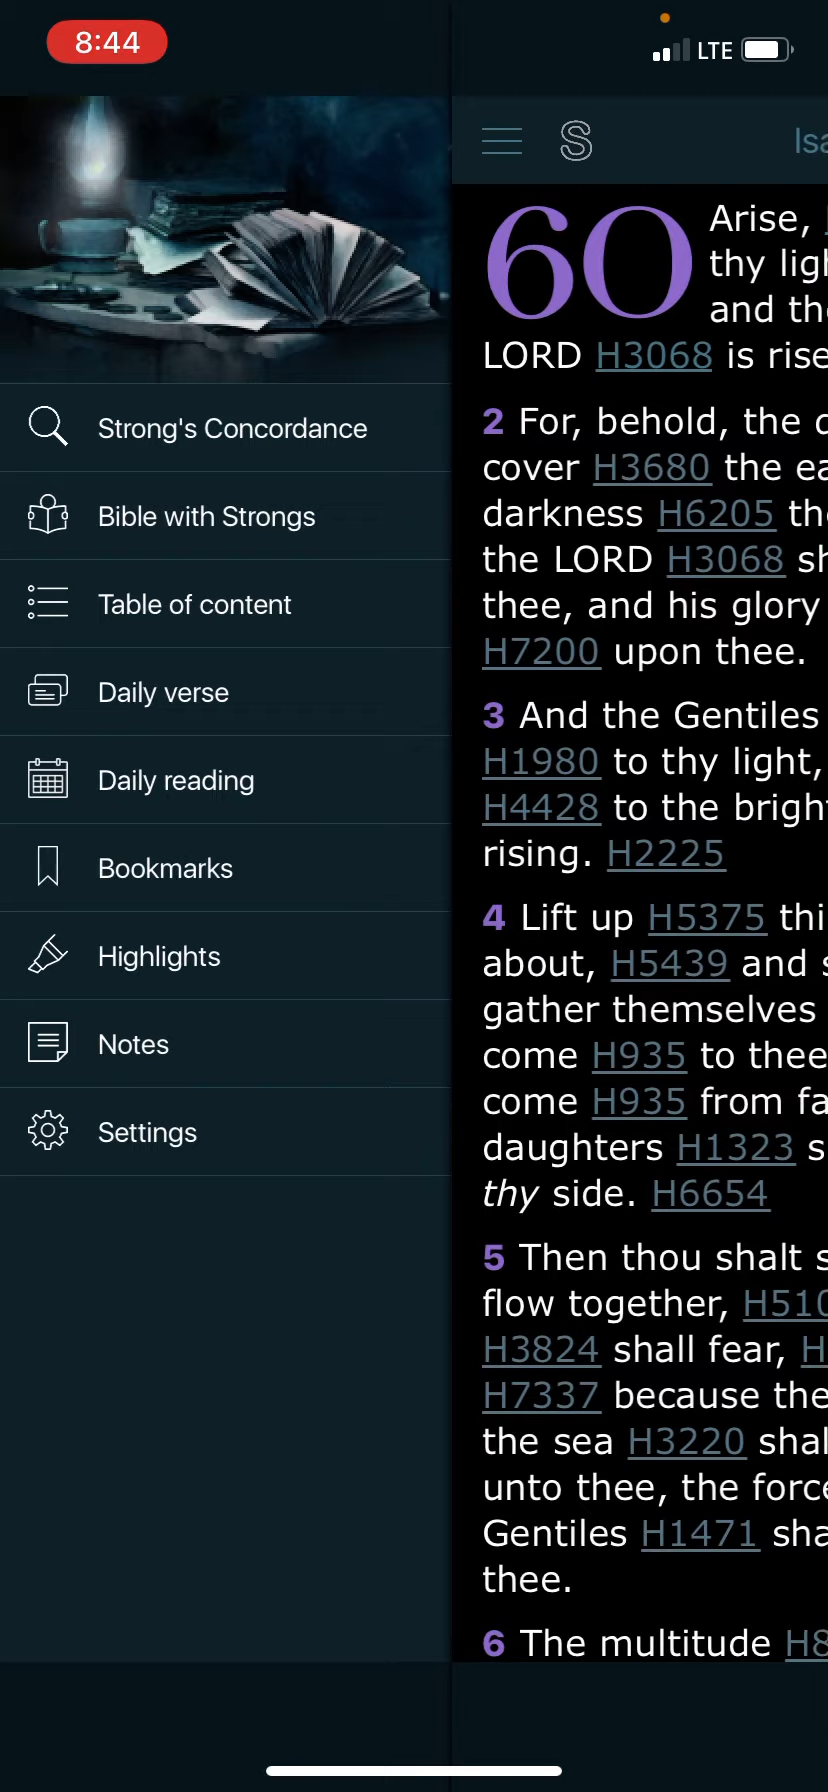 8:44
LTE
Strong's Concordance
Bible with Strongs
Table of content
Daily verse
Daily reading
Bookmarks
Highlights
Notes
Settings
S
60 Arise,
thy
and
LORD H3068 is
2 For, behold, the
cover H3680 the
darkness H6205
the LORD H3068
thee, and his glory
H7200 upon thee.
3 And the Gentiles
H1980 to thy light,
H4428 to the
rising. H2225
4 Lift up H5375
about, H5439 and
gather themselves
come H935 to thee
come H935 from
daughters H1323
thy side. H6654
5 Then thou shalt
flow together,
H3824 shall fear,
H7337 because
the sea H3220
unto thee, the
Gentiles H1471
thee.
6 The multitude